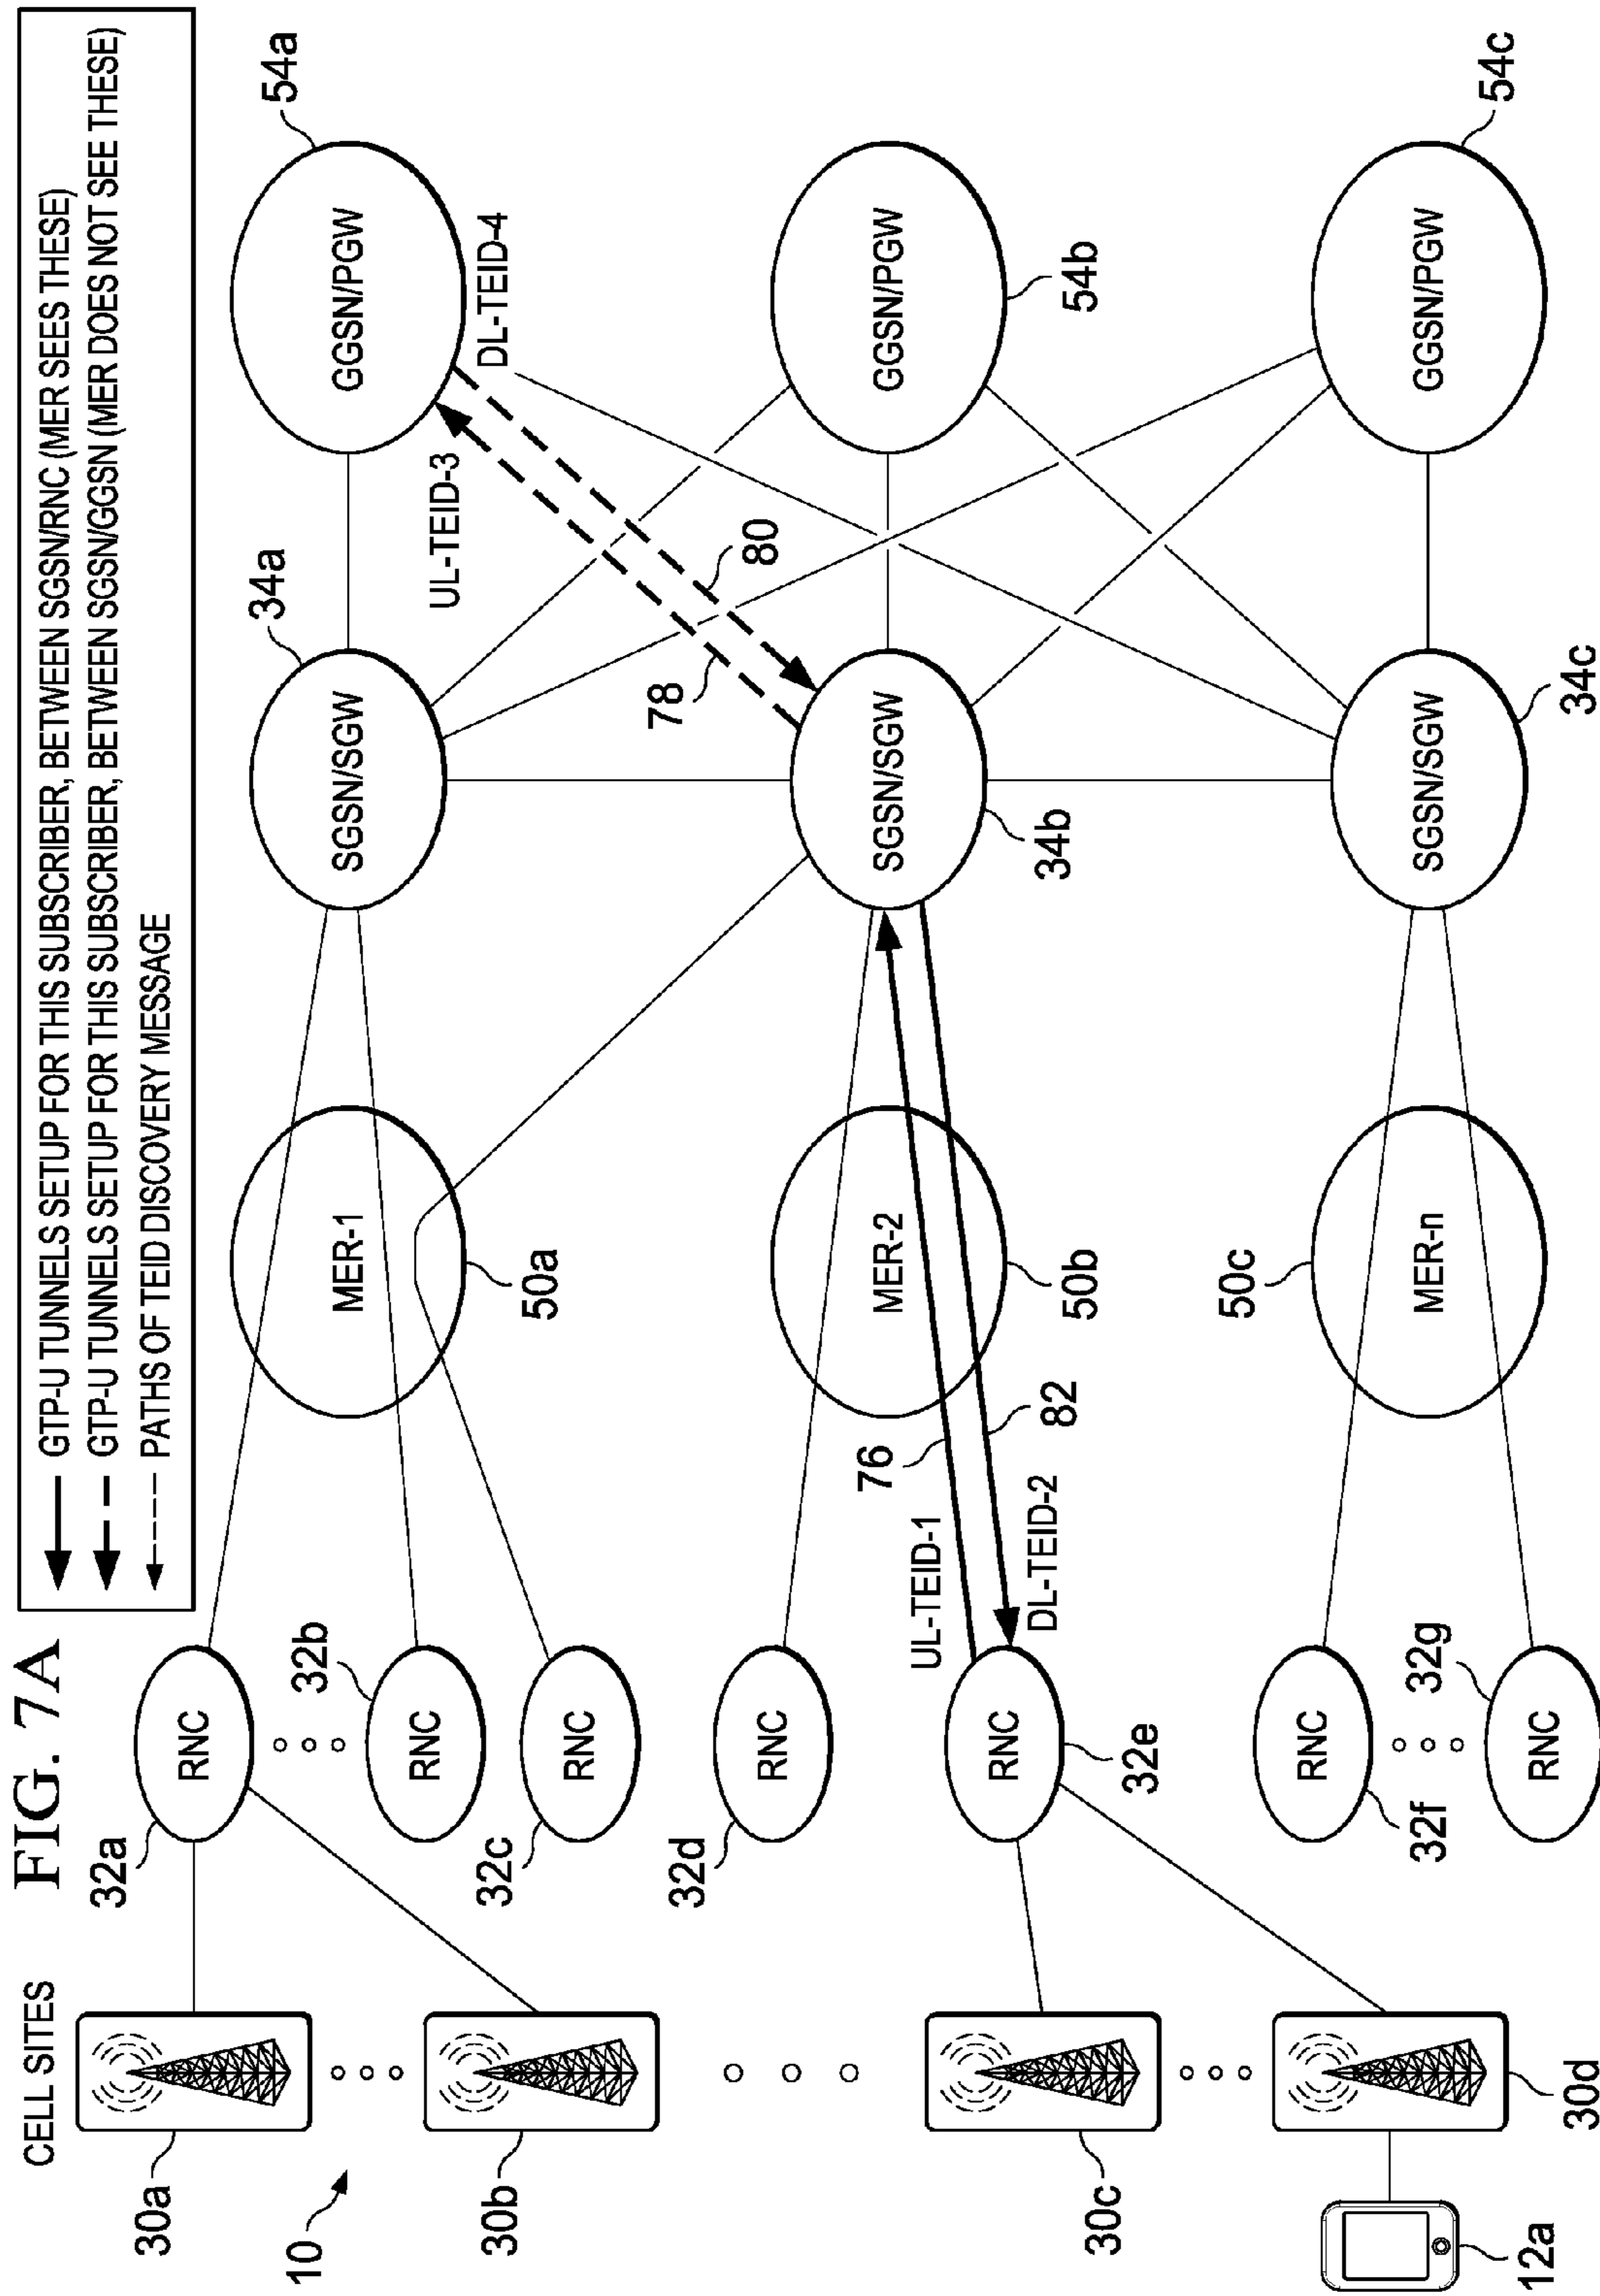 FIG. 7A
GTP-U TUNNELS SETUP FOR THIS SUBSCRIBER, BETWEEN SGSN/RNC (MER SEES THESE)
GTP-U TUNNELS SETUP FOR THIS SUBSCRIBER, BETWEEN SGSN/GGSN (MER DOES NOT SEE THESE)
PATHS OF TEID DISCOVERY MESSAGE
CELL SITES
30a
10
30b
30c
30d
12a
32a
RNC
32b
RNC
32c
RNC
32d
RNC
RNC
32e
RNC
32f
32g
RNC
UL-TEID-1
DL-TEID-2
76
82
MER-1
50a
MER-2
50b
50c
MER-n
34a
SGSN/SGW
SGSN/SGW
34b
SGSN/SGW
34c
78
80
UL-TEID-3
DL-TEID-4
54a
GGSN/PGW
GGSN/PGW
54b
GGSN/PGW
54c